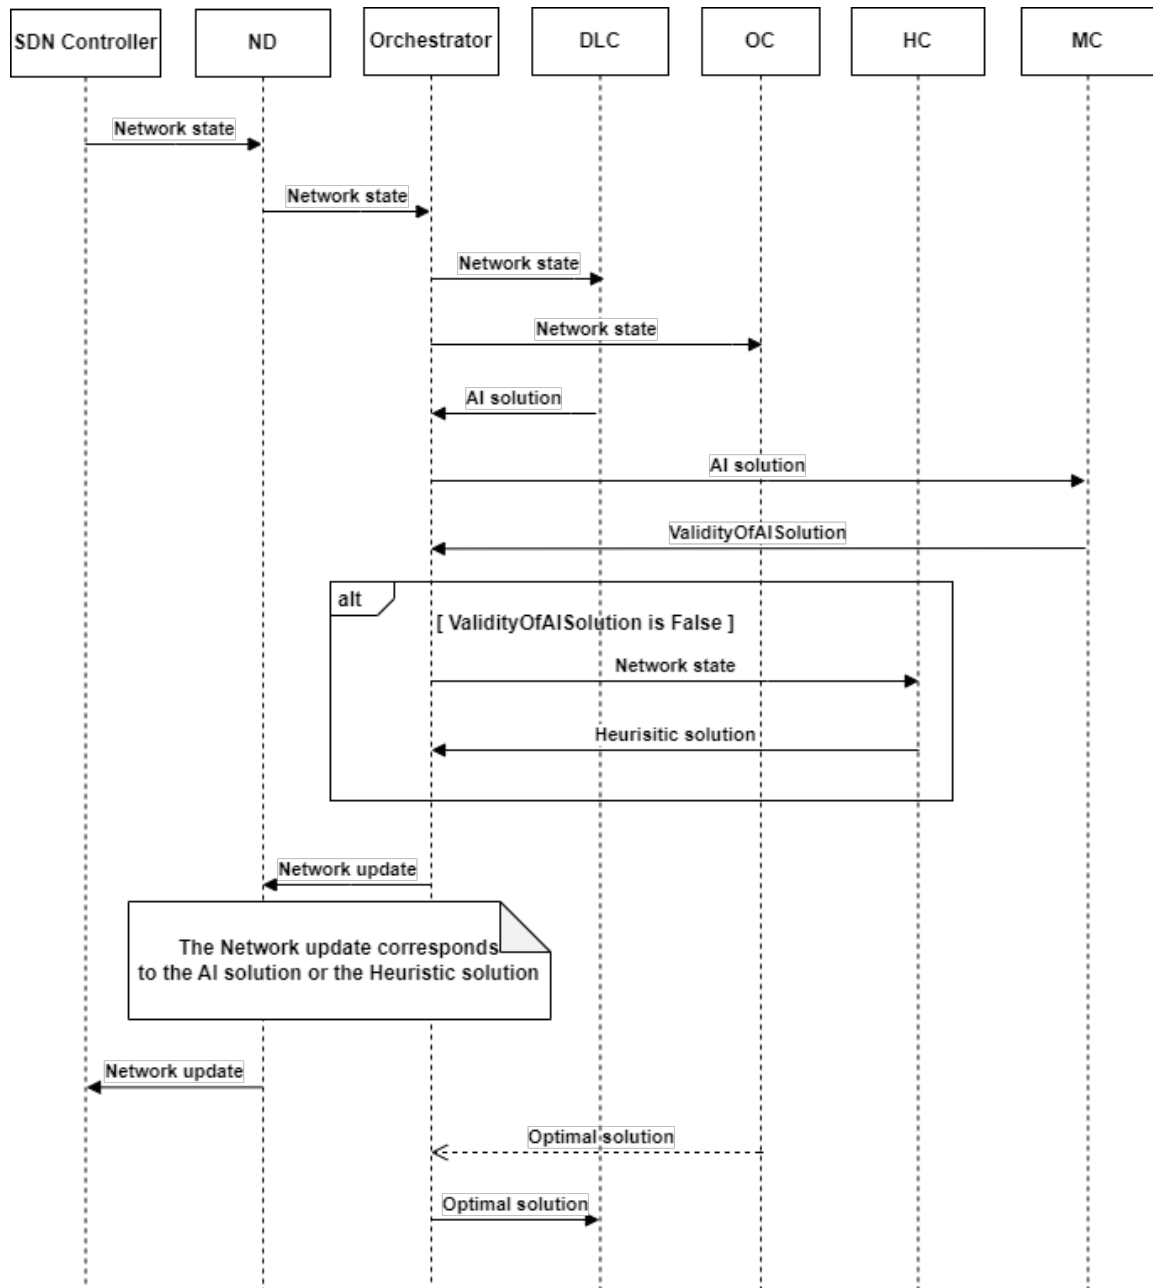 SDN Controller
ND
Orchestrator
DLC
OC
HC
MC
Network state
Network state
Network state
Network state
AI solution
AI solution
ValidityOfAISolution
alt
[ ValidityOfAISolution is False ]
Network state
Heurisitic solution
Network update
The Network update corresponds
to the AI solution or the Heuristic solution
Network update
Optimal solution
Optimal solution